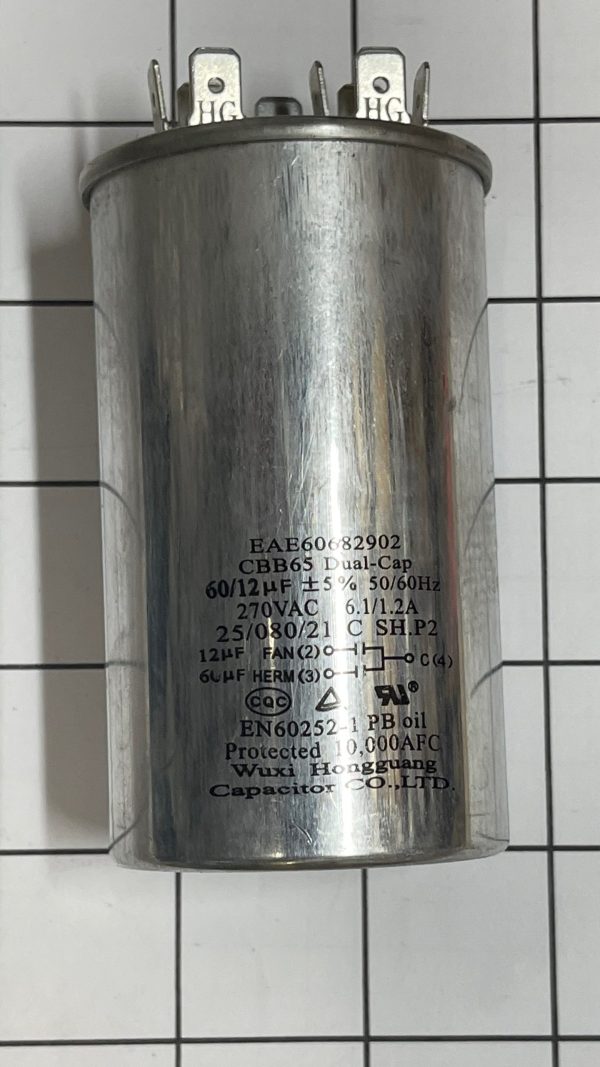 HG HG
EAE60682902
CBB65 Dual-Cap
60/12μF ±5% 50/60Hz
270VAC 6.1/1.2A
25/080/21 C SH.P2
12μF FAN(2) C(4)
60μF HERM(3)
CQC
EN60252-1 PB oil
Protected 10,000AFC
Wuxi Hongguang
Capacitor CO.,LTD.